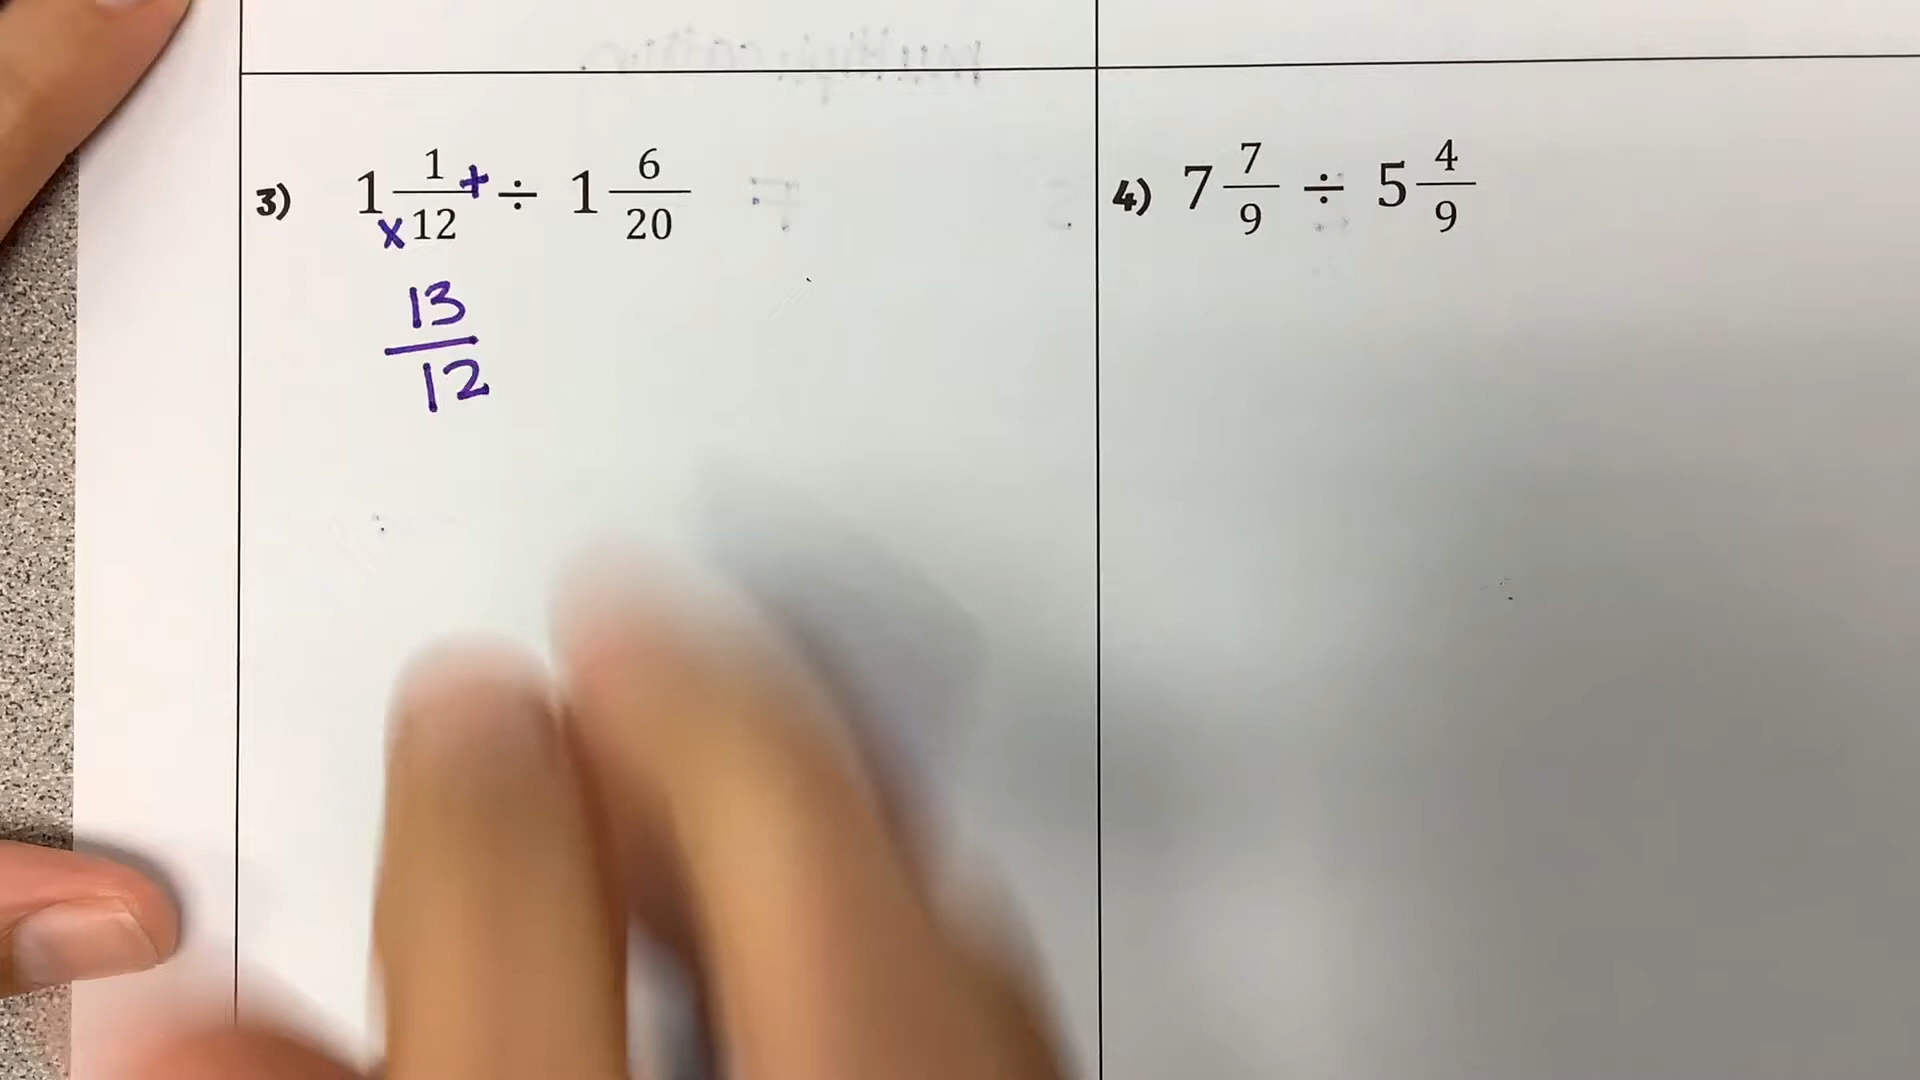 3) 1 1/12 + ÷ 1 6/20
x
13/12
4) 7 7/9 ÷ 5 4/9